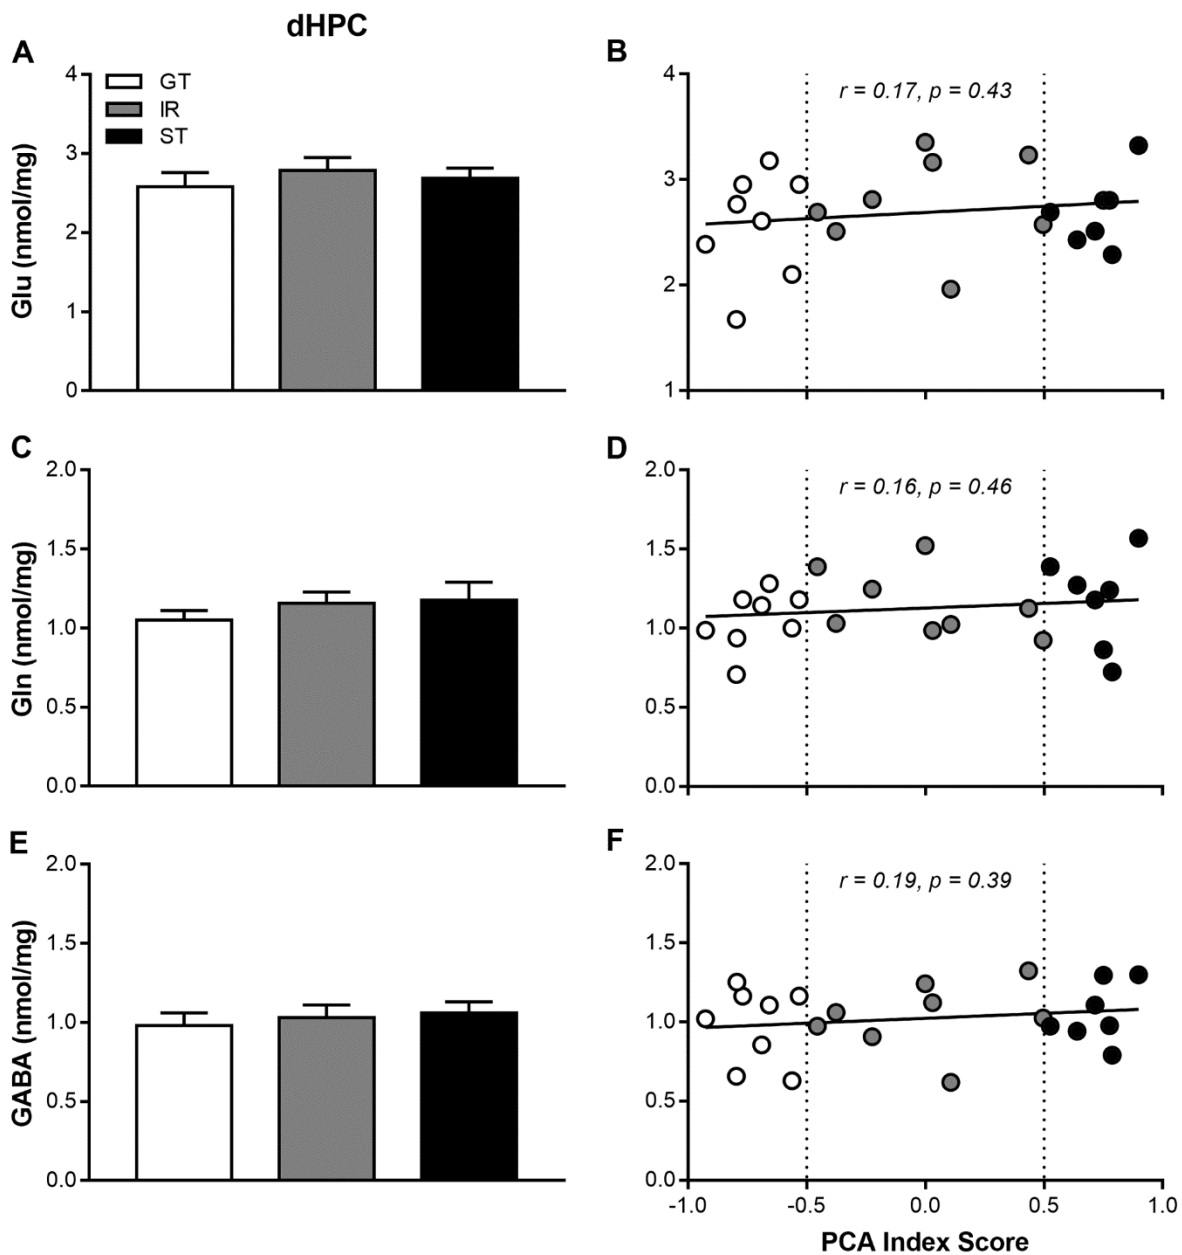 dHPC
A
GT
IR
ST
4
3
2
1
0
Glu (nmol/mg)
B
r = 0.17, p = 0.43
4
3
2
1
C
2.0
1.5
1.0
0.5
0.0
Gln (nmol/mg)
D
r = 0.16, p = 0.46
2.0
1.5
1.0
0.5
0.0
E
2.0
1.5
1.0
0.5
0.0
GABA (nmol/mg)
F
r = 0.19, p = 0.39
2.0
1.5
1.0
0.5
0.0
-1.0 -0.5 0.0 0.5 1.0
PCA Index Score